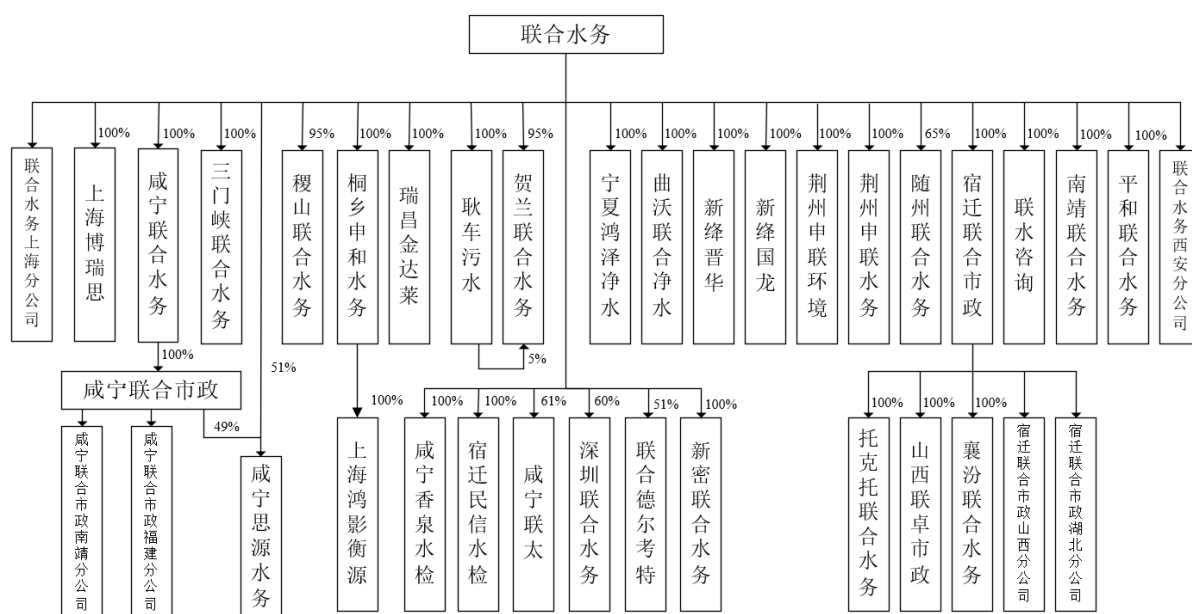 联合水务
100%
100%
100%
95%
100%
100%
100%
95%
100%
100%
100%
100%
100%
100%
65%
100%
100%
100%
100%
联合水务上海分公司
上海博瑞思
咸宁联合水务
三门峡联合水务
稷山联合水务
桐乡申和水务
瑞昌金达莱
耿车污水
贺兰联合水务
宁夏鸿泽净水
曲沃联合净水
新绛晋华
新绛国龙
荆州申联环境
荆州申联水务
随州联合水务
宿迁联合市政
联水咨询
南靖联合水务
平和联合水务
联合水务西安分公司
100%
51%
5%
咸宁联合市政
49%
100%
100%
100%
61%
60%
51%
100%
100%
100%
100%
咸宁联合市政南靖分公司
咸宁联合市政福建分公司
咸宁思源水务
上海鸿影衡源
咸宁香泉水检
宿迁民信水检
咸宁联太
深圳联合水务
联合德尔考特
新密联合水务
托克托联合水务
山西联卓市政
襄汾联合水务
宿迁联合市政山西分公司
宿迁联合市政湖北分公司